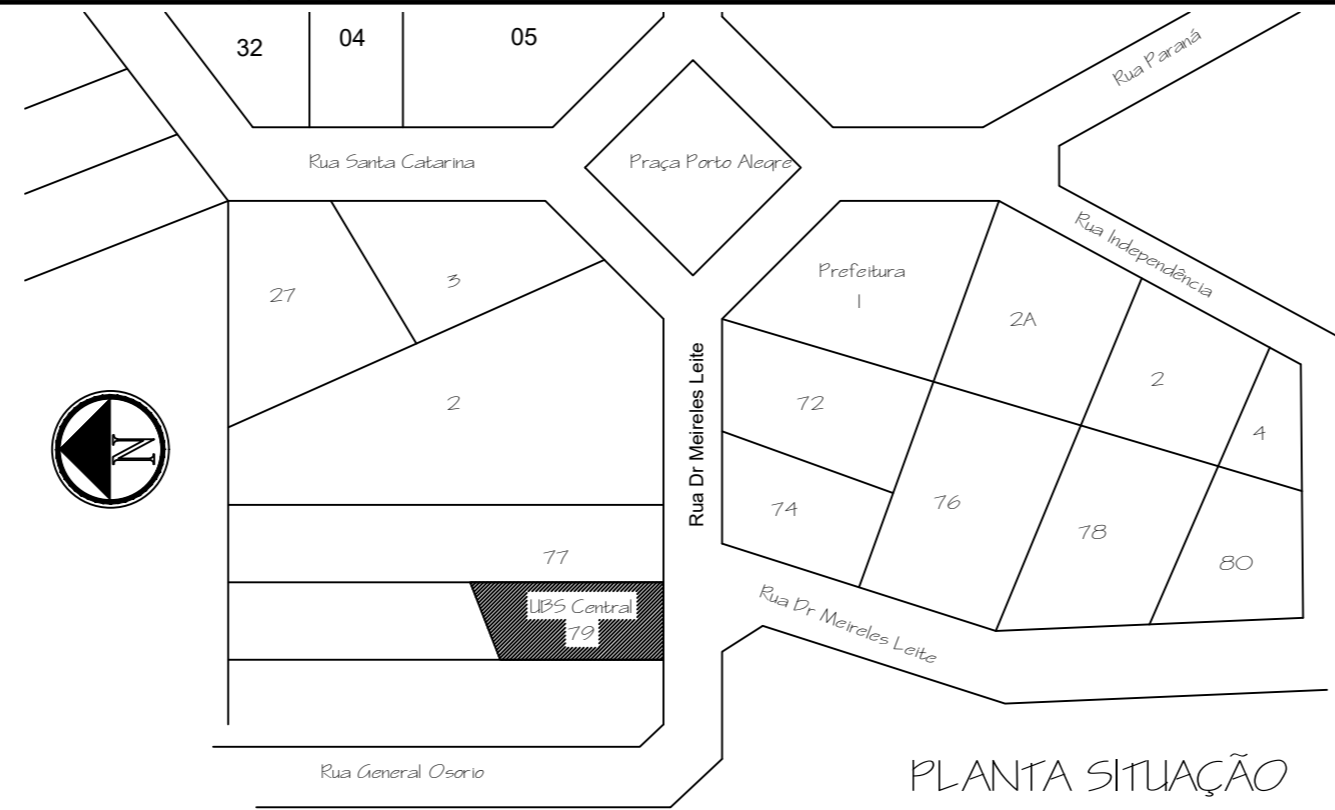 32
04
05
Rua Paraná
Rua Santa Catarina
Praça Porto Alegre
Rua Independência
27
3
Prefeitura
1
2A
2
2
Rua Dr Meireles Leite
72
4
N
74
76
78
77
80
UBS Central
79
Rua Dr Meireles Leite
Rua General Osorio
PLANTA SITUAÇÃO